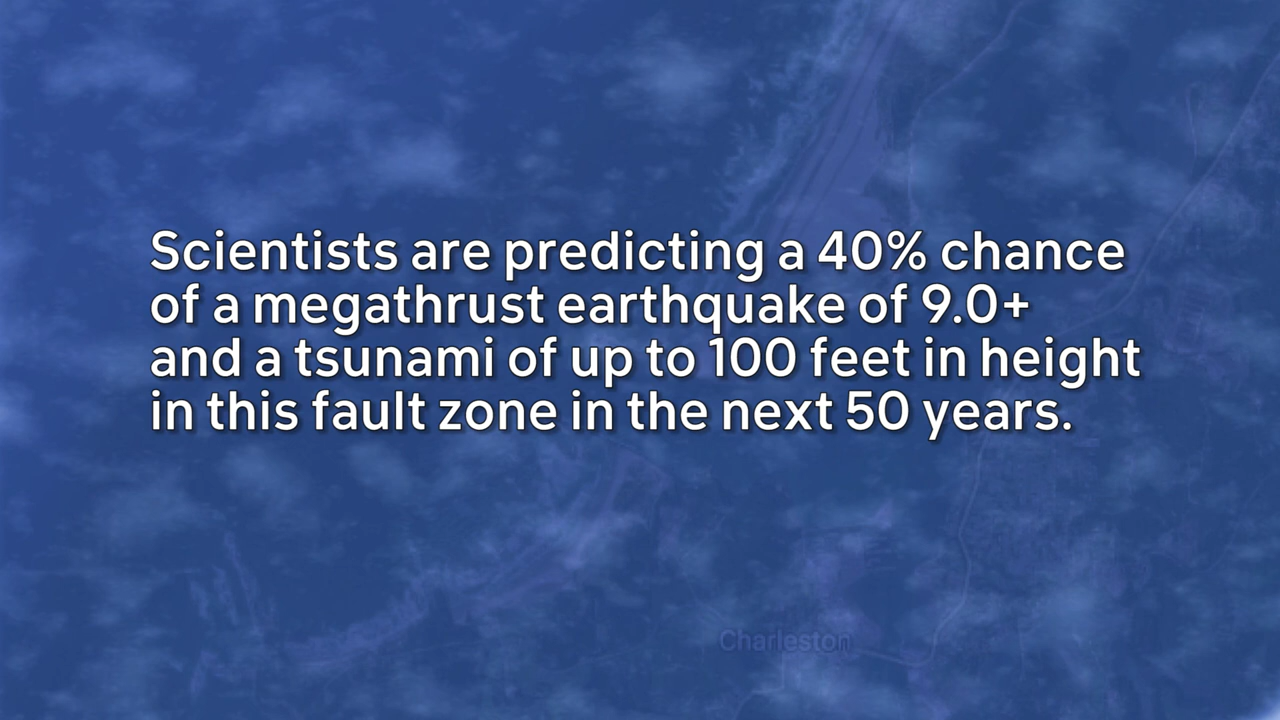 Scientists are predicting a 40% chance
of a megathrust earthquake of 9.0+
and a tsunami of up to 100 feet in height
in this fault zone in the next 50 years.
Charleston